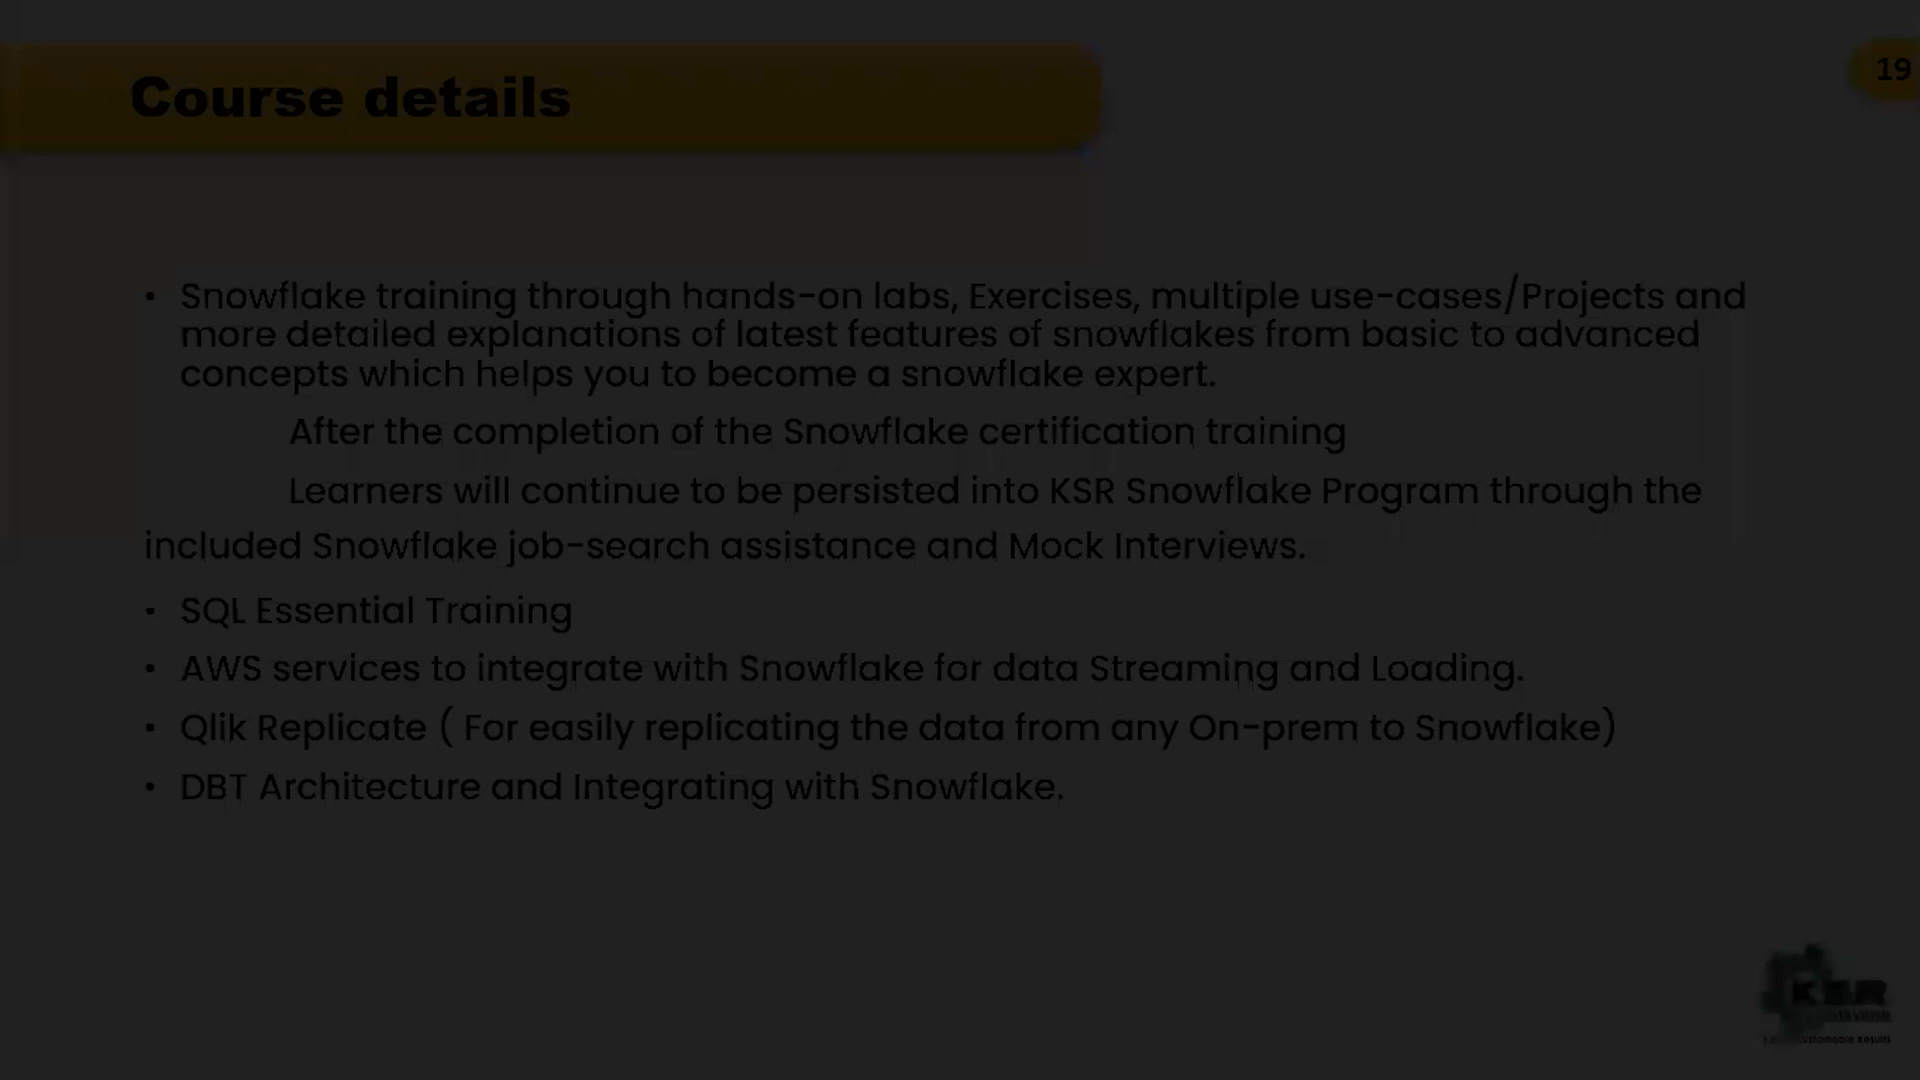 Course details
19
• Snowflake training through hands-on labs, Exercises, multiple use-cases/Projects and
more detailed explanations of latest features of snowflakes from basic to advanced
concepts which helps you to become a snowflake expert.
After the completion of the Snowflake certification training
Learners will continue to be persisted into KSR Snowflake Program through the
included Snowflake job-search assistance and Mock Interviews.
• SQL Essential Training
• AWS services to integrate with Snowflake for data Streaming and Loading.
• Qlik Replicate ( For easily replicating the data from any On-prem to Snowflake)
• DBT Architecture and Integrating with Snowflake.
KSR
Results